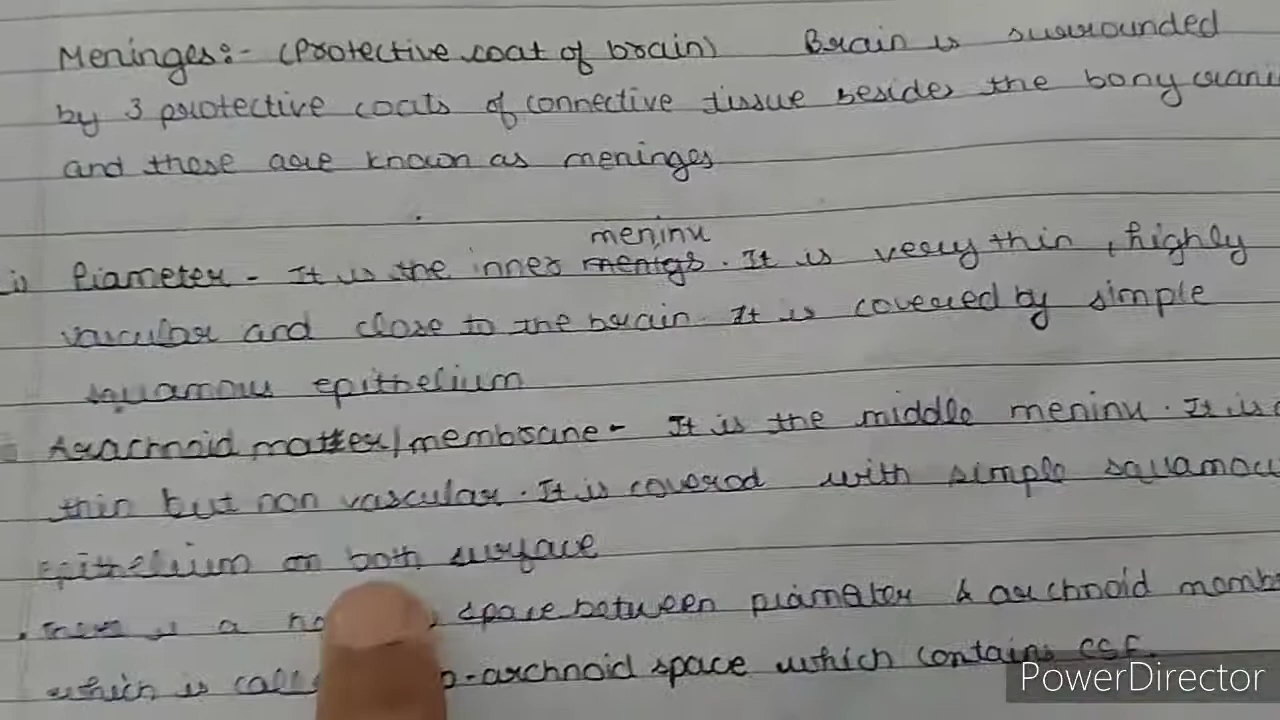 Meninges:- (Protective coat of brain) Brain is surrounded
by 3 protective coats of connective tissue besides the bony crani
and these are known as meninges
meninx
i) Piameter - It is the inner menigs. It is very thin, highly
vascular and close to the brain. It is covered by simple
squamous epithelium
Arachnoid matter/membrane - It is the middle meninx. It is
thin but non vascular. It is covered with simple squamou
epithelium on both surface
There is a space between piameter & arachnoid memb
which is archnoid space which contains CSF.
PowerDirector